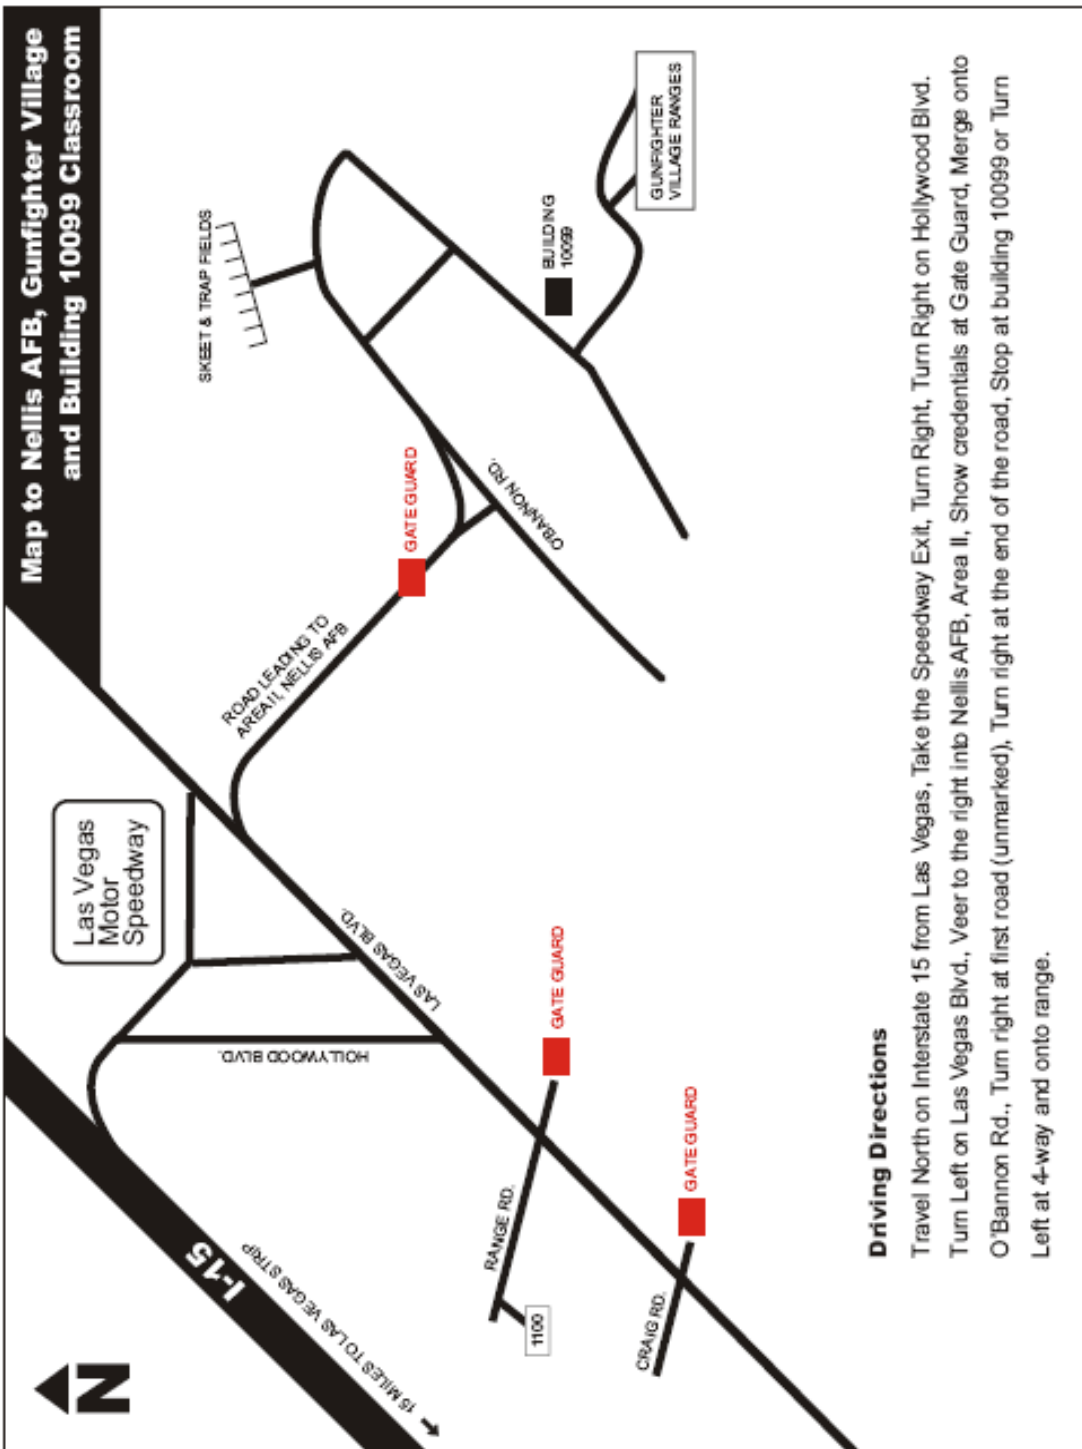 Map to Nellis AFB, Gunfighter Village
and Building 10099 Classroom
N
I-15
15 MILES TO LAS VEGAS STRIP
Las Vegas
Motor
Speedway
HOLLYWOOD BLVD.
LAS VEGAS BLVD.
ROAD LEADING TO
AREA II, NELLIS AFB
GATE GUARD
SKEET & TRAP FIELDS
O'BANNON RD.
BUILDING
10099
GUNFIGHTER
VILLAGE RANGES
RANGE RD.
GATE GUARD
1100
CRAIG RD.
GATE GUARD
Driving Directions
Travel North on Interstate 15 from Las Vegas, Take the Speedway Exit, Turn Right, Turn Right on Hollywood Blvd.
Turn Left on Las Vegas Blvd., Veer to the right into Nellis AFB, Area II, Show credentials at Gate Guard, Merge onto
O'Bannon Rd., Turn right at first road (unmarked), Turn right at the end of the road, Stop at building 10099 or Turn
Left at 4-way and onto range.